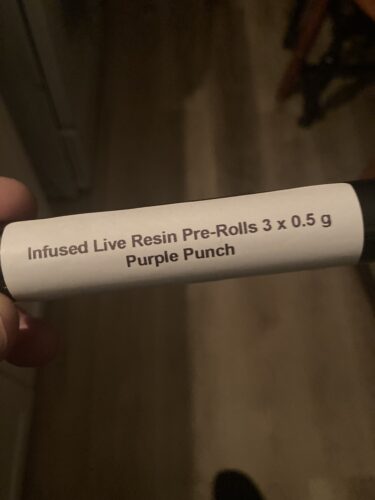 Infused Live Resin Pre-Rolls 3 x 0.5 g
Purple Punch